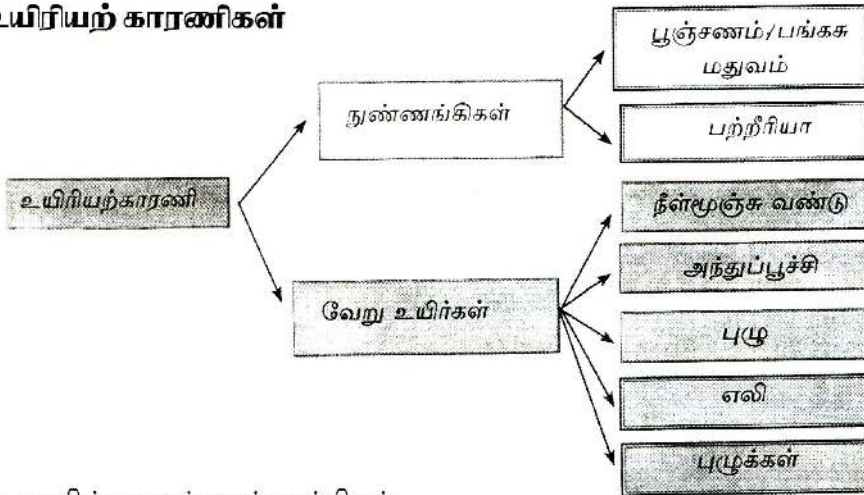 உயிரியற் காரணிகள்
உயிரியற்காரணி
நுண்ணங்கிகள்
பூஞ்சணம்/பங்கசு
மதுவம்
பற்றீரியா
வேறு உயிர்கள்
நீள்மூஞ்சு வண்டு
அந்துப்பூச்சி
புழு
எலி
புழுக்கள்